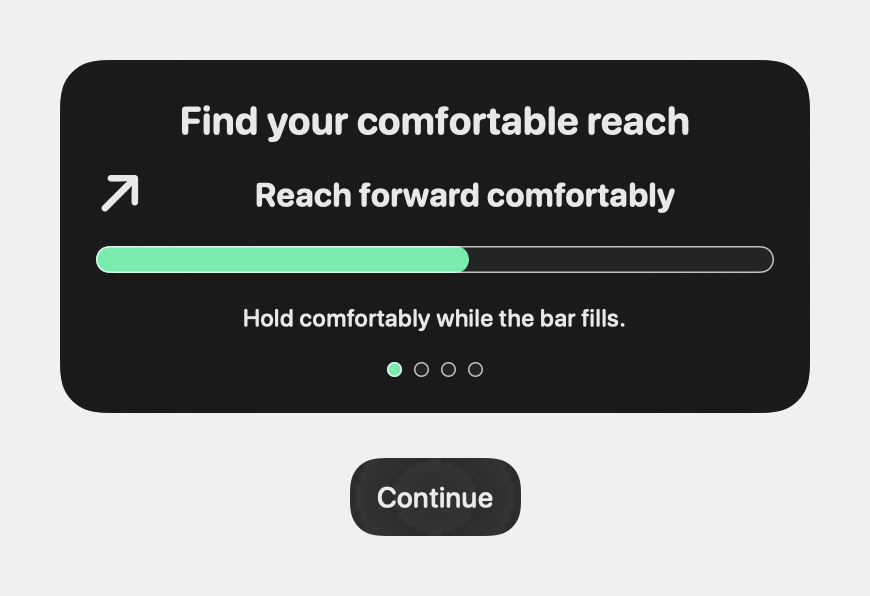 Find your comfortable reach
Reach forward comfortably
Hold comfortably while the bar fills.
Continue